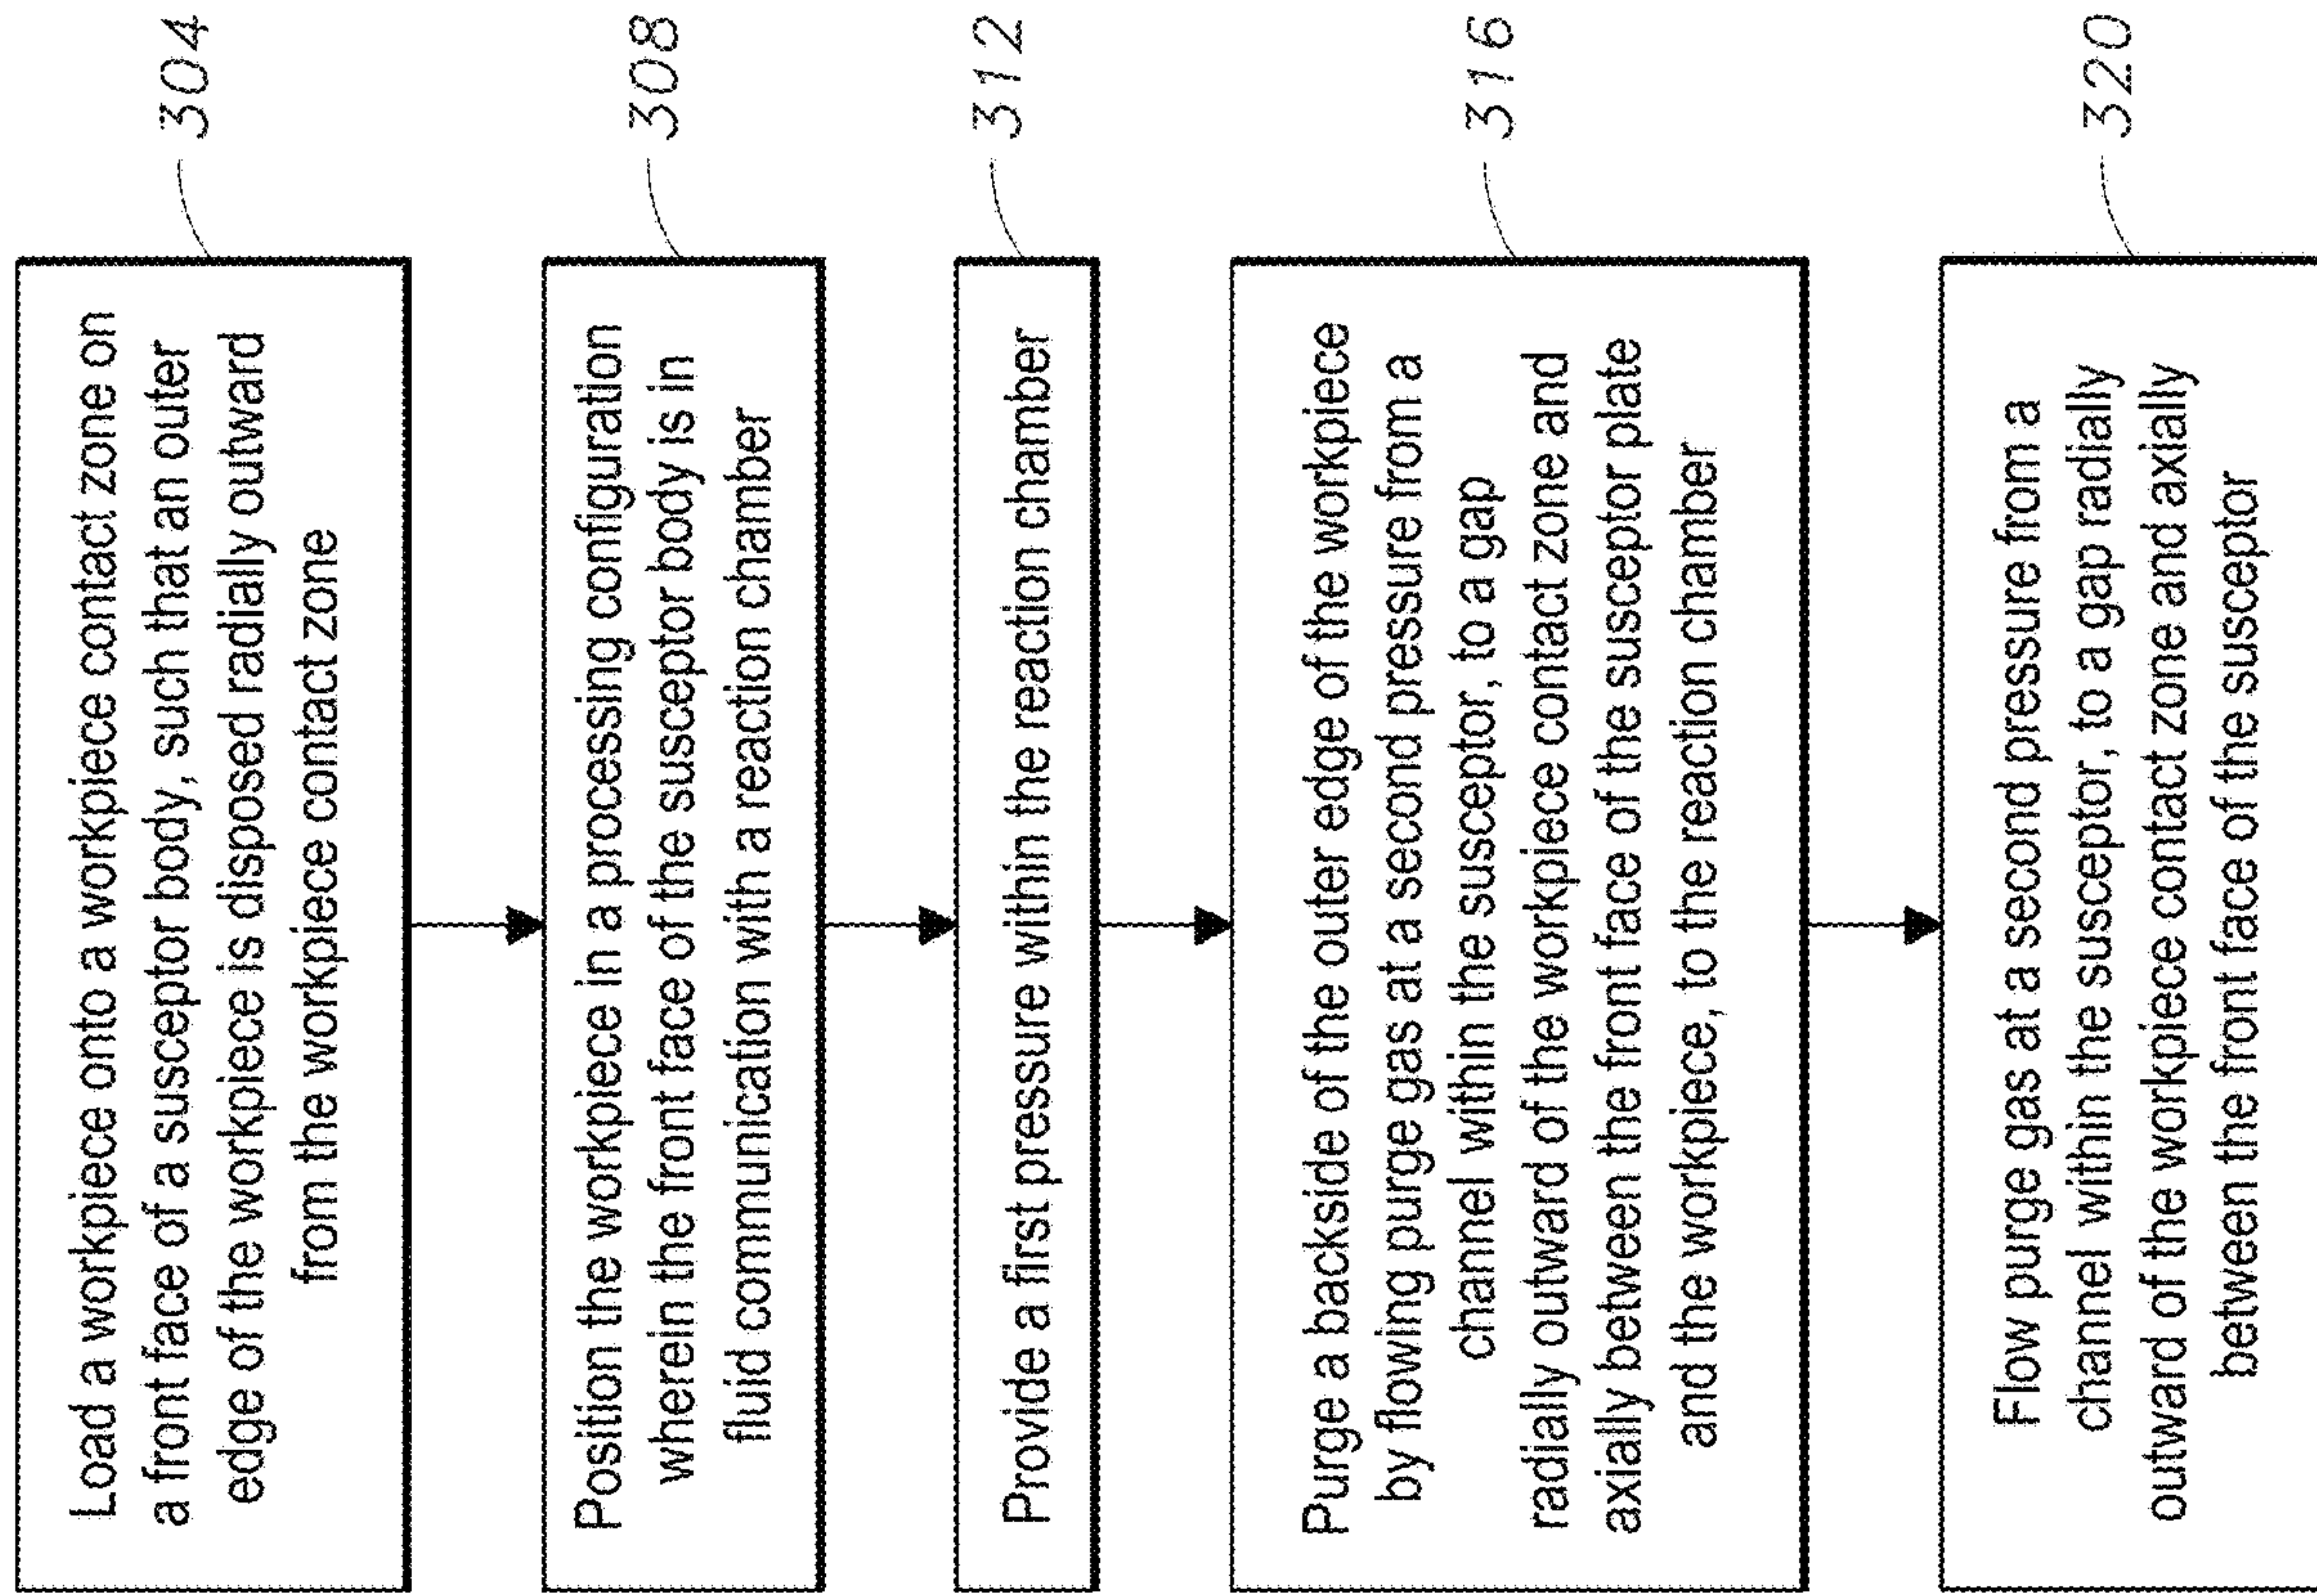 Load a workpiece onto a workpiece contact zone on
a front face of a susceptor body, such that an outer
edge of the workpiece is disposed radially outward
from the workpiece contact zone
304
Position the workpiece in a processing configuration
wherein the front face of the susceptor body is in
fluid communication with a reaction chamber
308
Provide a first pressure within the reaction chamber
312
Purge a backside of the outer edge of the workpiece
by flowing purge gas at a second pressure from a
channel within the susceptor, to a gap
radially outward of the workpiece contact zone and
axially between the front face of the susceptor plate
and the workpiece, to the reaction chamber
316
Flow purge gas at a second pressure from a
channel within the susceptor, to a gap radially
outward of the workpiece contact zone and axially
between the front face of the susceptor
320